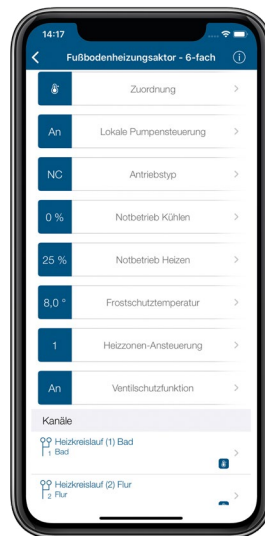 14:17
Fußbodenheizungsaktor - 6-fach
Zuordnung
An Lokale Pumpensteuerung
NC Antriebstyp
0 % Notbetrieb Kühlen
25 % Notbetrieb Heizen
8,0 ° Frostschutztemperatur
1 Heizzonen-Ansteuerung
An Ventilschutzfunktion
Kanäle
Heizkreislauf (1) Bad
1 Bad
Heizkreislauf (2) Flur
2 Flur